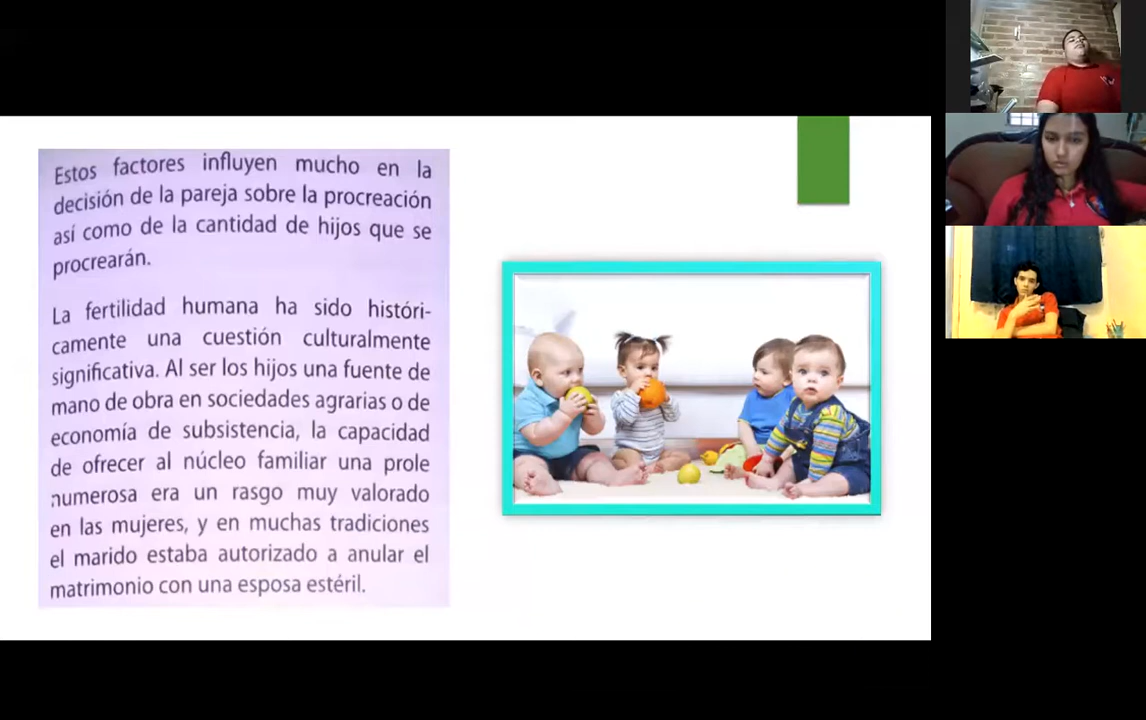 Estos factores influyen mucho en la
decisión de la pareja sobre la procreación
así como de la cantidad de hijos que se
procrearán.
La fertilidad humana ha sido históri-
camente una cuestión culturalmente
significativa. Al ser los hijos una fuente de
mano de obra en sociedades agrarias o de
economía de subsistencia, la capacidad
de ofrecer al núcleo familiar una prole
numerosa era un rasgo muy valorado
en las mujeres, y en muchas tradiciones
el marido estaba autorizado a anular el
matrimonio con una esposa estéril.